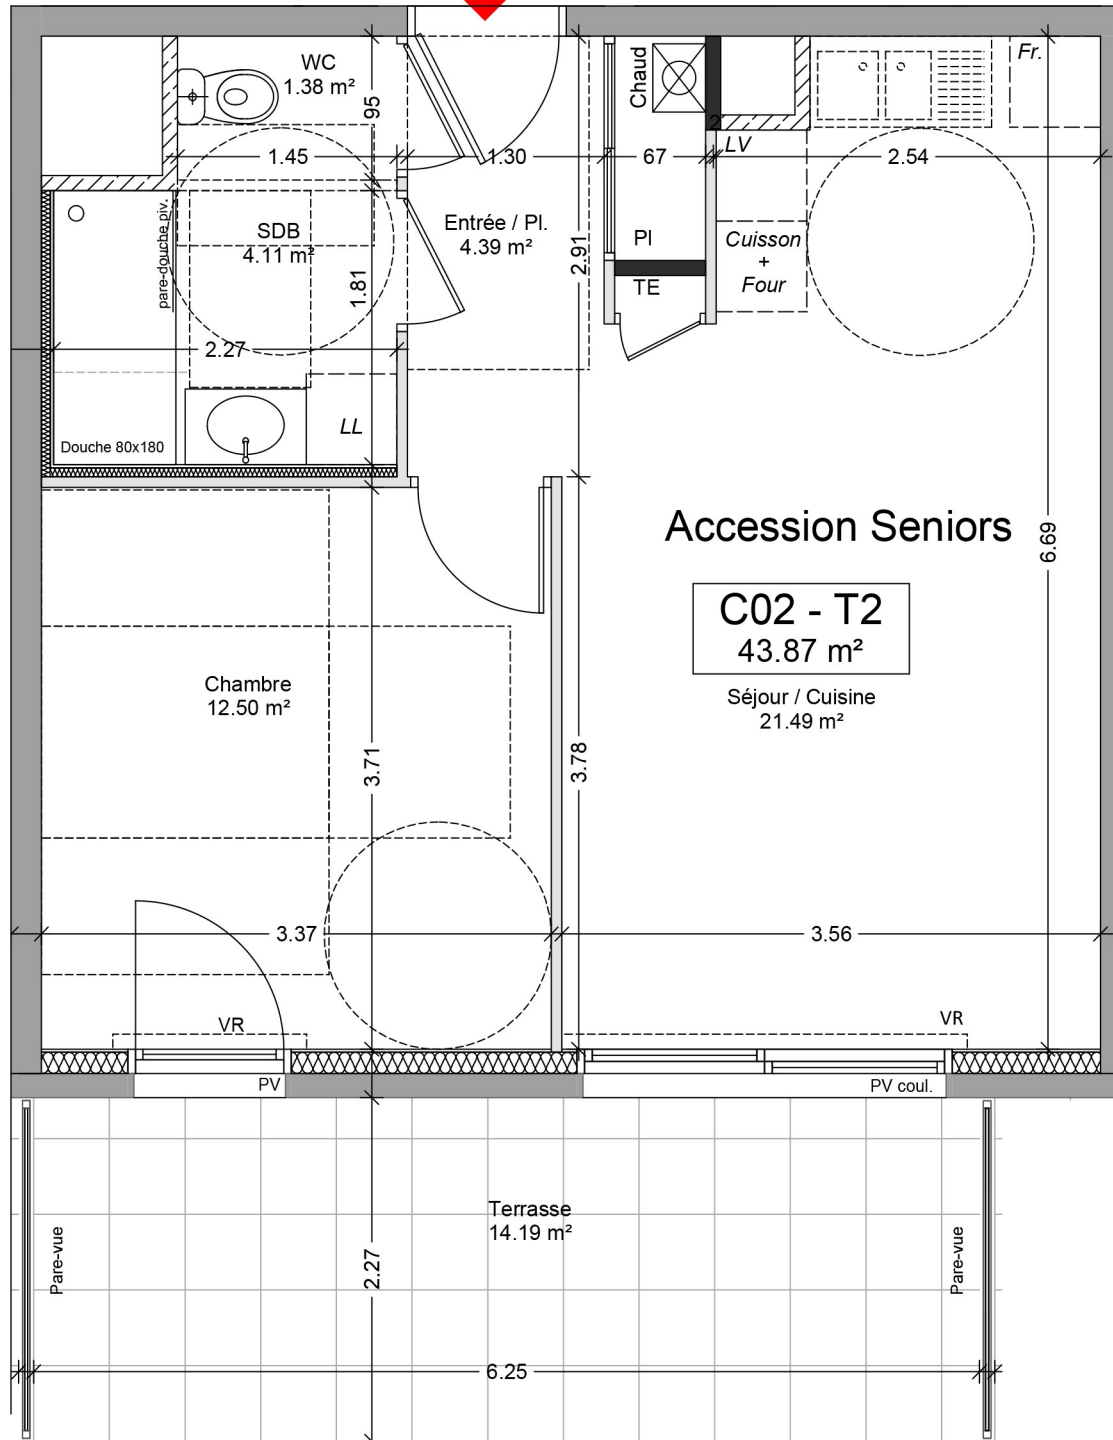 WC
1.38 m²
95
Chaud
Fr.
1.45
1.30
67
2
LV
2.54
pare-douche piv.
SDB
4.11 m²
1.81
Entrée / Pl.
4.39 m²
2.91
Pl
TE
Cuisson
+
Four
2.27
Douche 80x180
LL
Accession Seniors
6.69
C02 - T2
43.87 m²
Séjour / Cuisine
21.49 m²
Chambre
12.50 m²
3.71
3.78
3.37
3.56
VR
VR
PV
PV coul.
Terrasse
14.19 m²
Pare-vue
2.27
Pare-vue
6.25